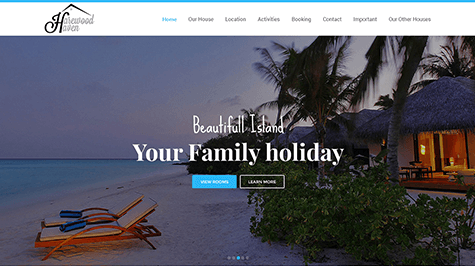 Harewood
Haven
Home Our House Location Activities Booking Contact Important Our Other Houses
Beautifull Island
Your Family holiday
VIEW ROOMS LEARN MORE